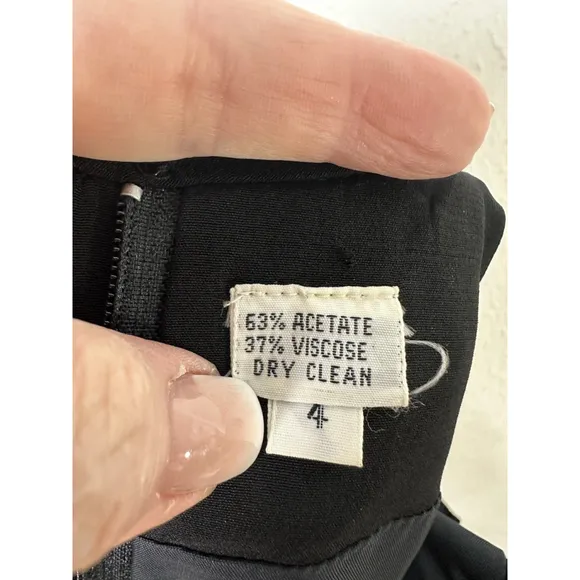 63% ACETATE
37% VISCOSE
DRY CLEAN
4